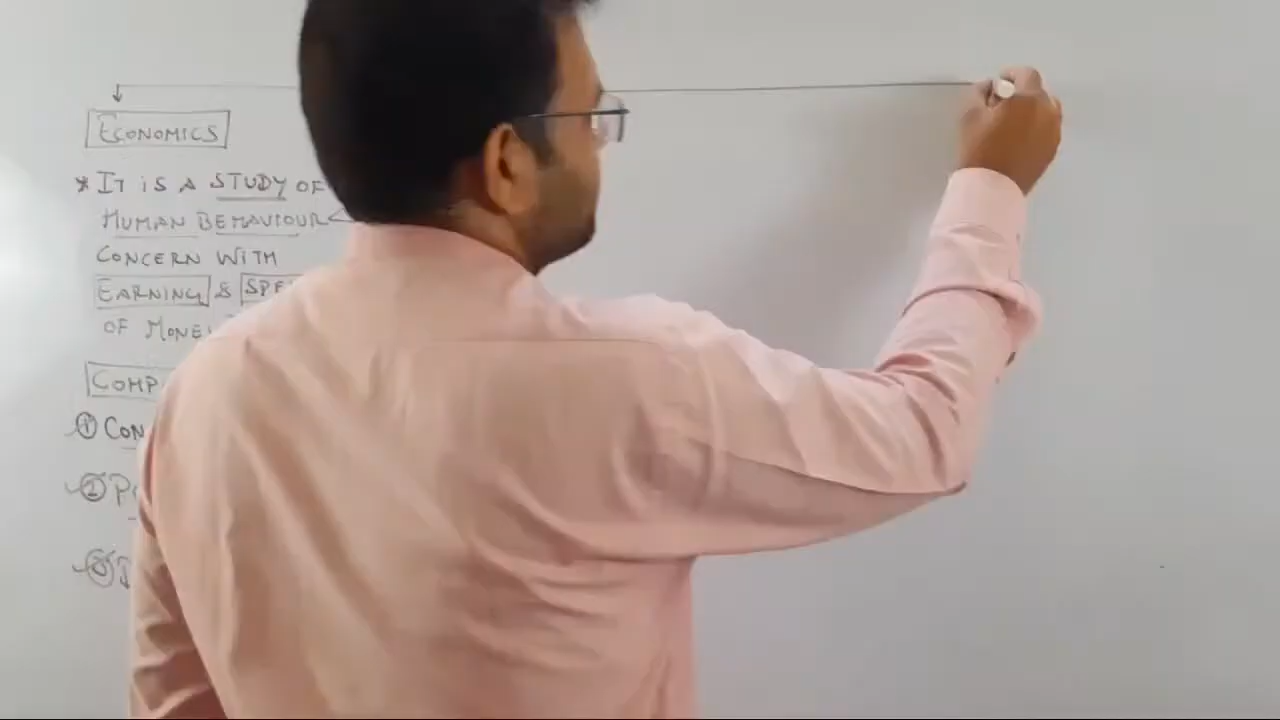 ECONOMICS
* IT IS A STUDY OF
HUMAN BEHAVIOUR
CONCERN WITH
EARNING & SPE
OF MONE
COMP
① CON
② P
③